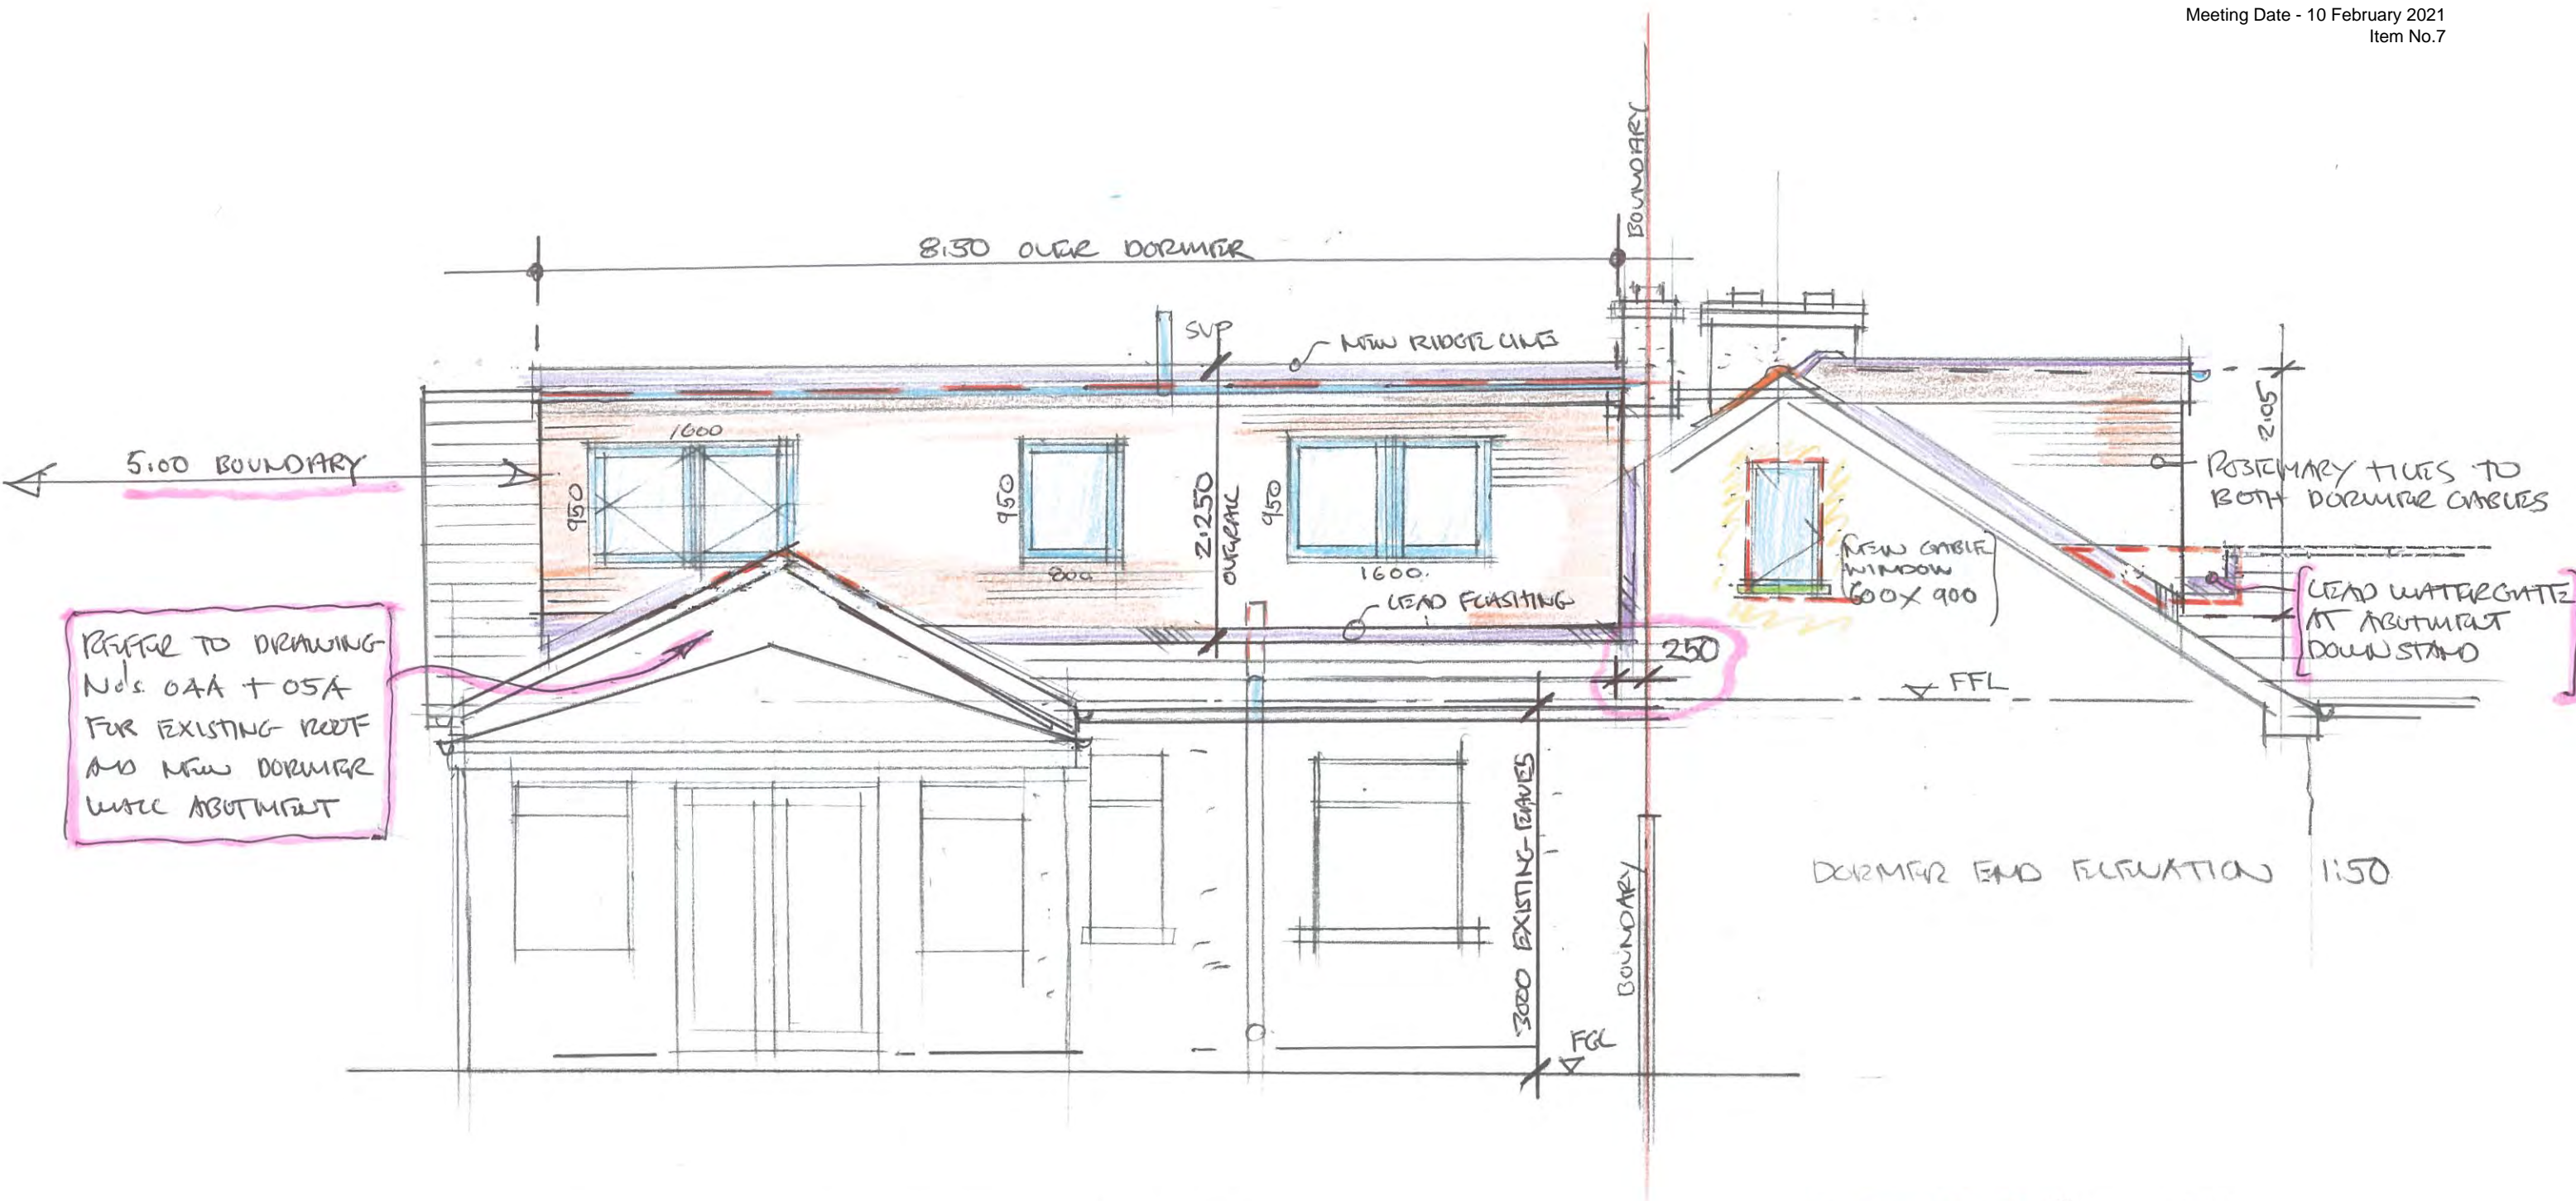 Meeting Date - 10 February 2021
Item No.7
BOUNDARY
8.50 OVER DORMER
SVP
NEW RIDGE LINE
1600
950
950
800
2.250
OVERALL
950
1600.
5.00 BOUNDARY
LEAD FLASHING
250
NEW GABLE
WINDOW
600 X 900
2.05
ROSEMARY TILES TO
BOTH DORMER GABLES
LEAD WATERGATE
AT ABUTMENT
DOWNSTAND
FFL
REFER TO DRAWING
No's. 04A + 05A
FOR EXISTING ROOF
AND NEW DORMER
WALL ABUTMENT
3000 EXISTING EAVES
BOUNDARY
FGL
DORMER END ELEVATION 1:50